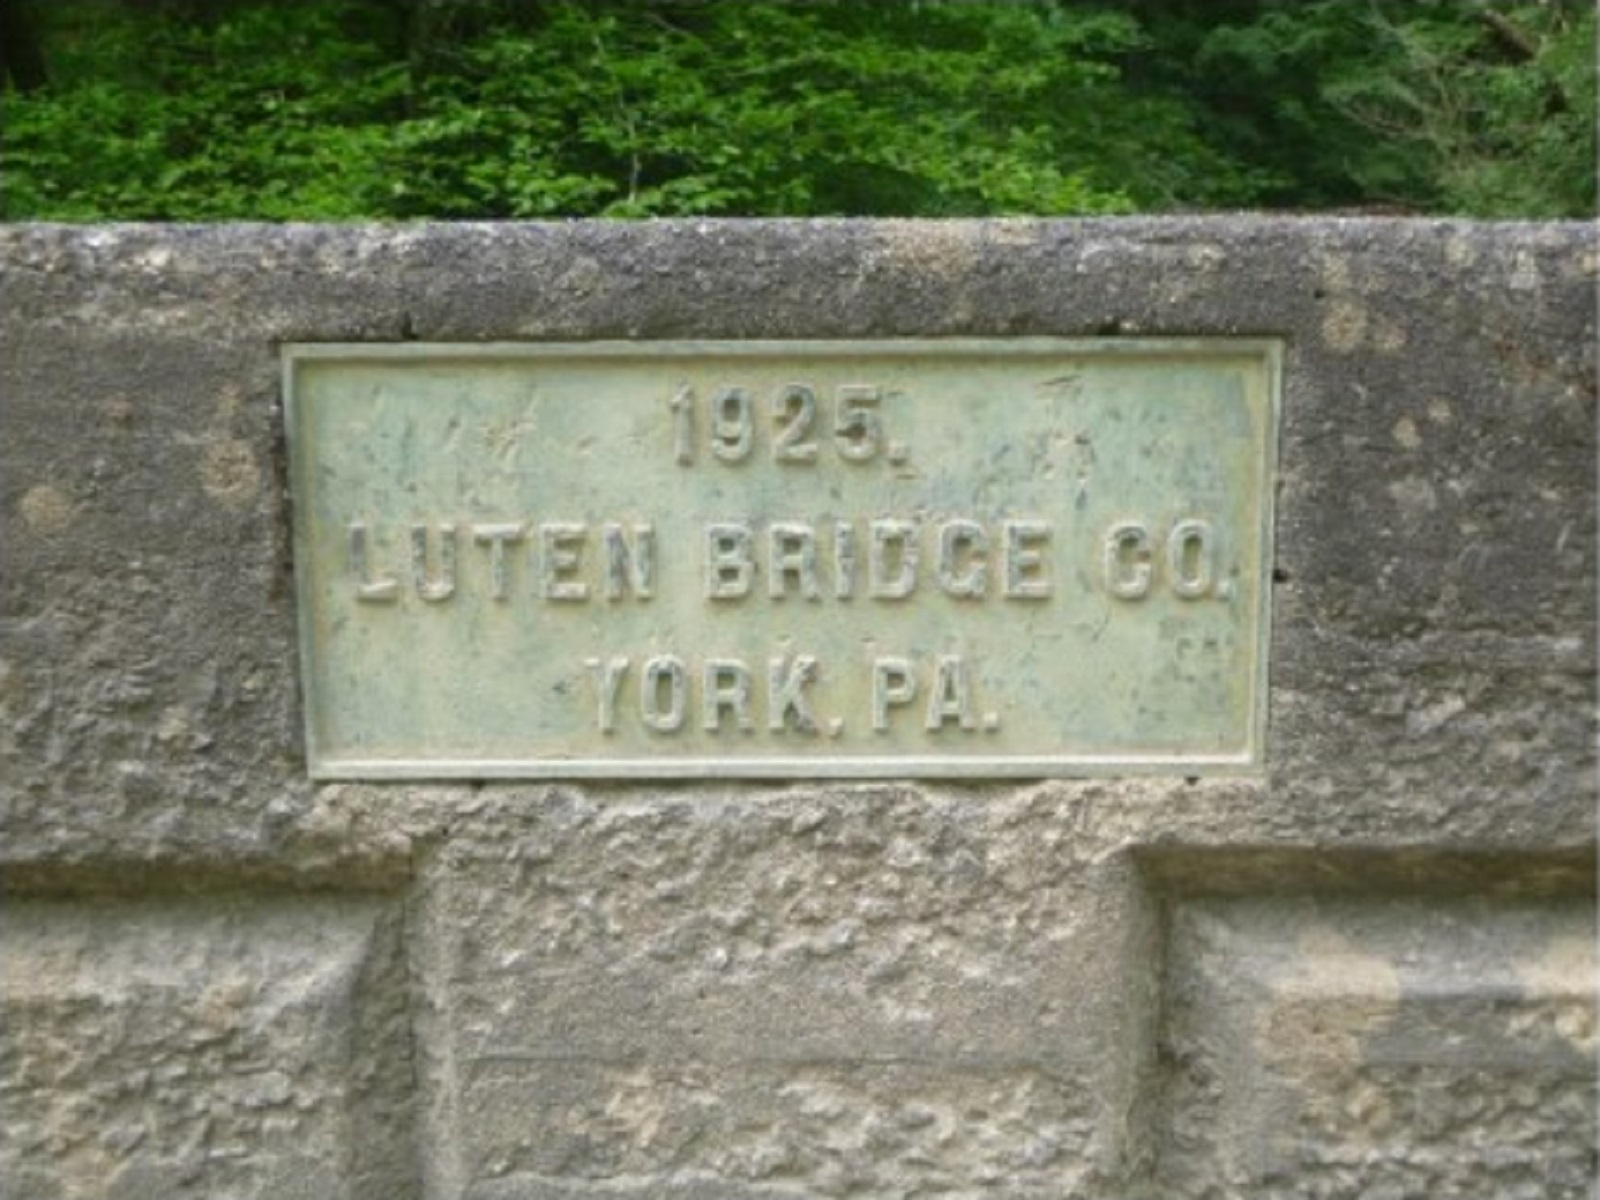 1925.
LUTEN BRIDGE CO.
YORK, PA.